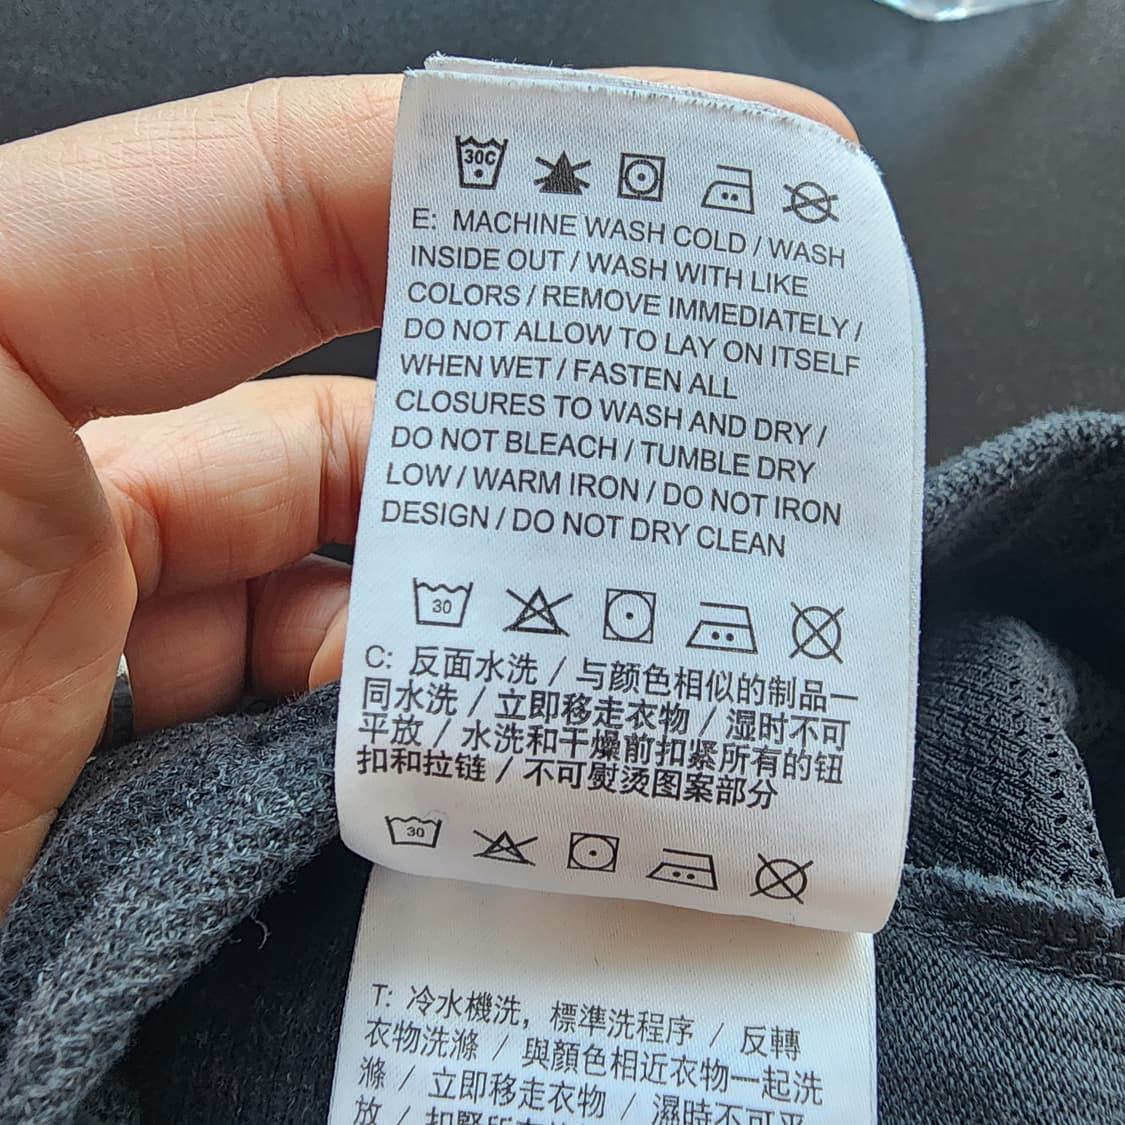 30C
E: MACHINE WASH COLD / WASH
INSIDE OUT / WASH WITH LIKE
COLORS / REMOVE IMMEDIATELY /
DO NOT ALLOW TO LAY ON ITSELF
WHEN WET / FASTEN ALL
CLOSURES TO WASH AND DRY /
DO NOT BLEACH / TUMBLE DRY
LOW / WARM IRON / DO NOT IRON
DESIGN / DO NOT DRY CLEAN
30
C: 反面水洗 / 与颜色相似的制品一
同水洗 / 立即移走衣物 / 湿时不可
平放 / 水洗和干燥前扣紧所有的钮
扣和拉链 / 不可熨烫图案部分
30
T: 冷水機洗，標準洗程序 / 反轉
衣物洗滌 / 與顏色相近衣物一起洗
滌 / 立即移走衣物 / 濕時不可平
放 / 扣緊所有